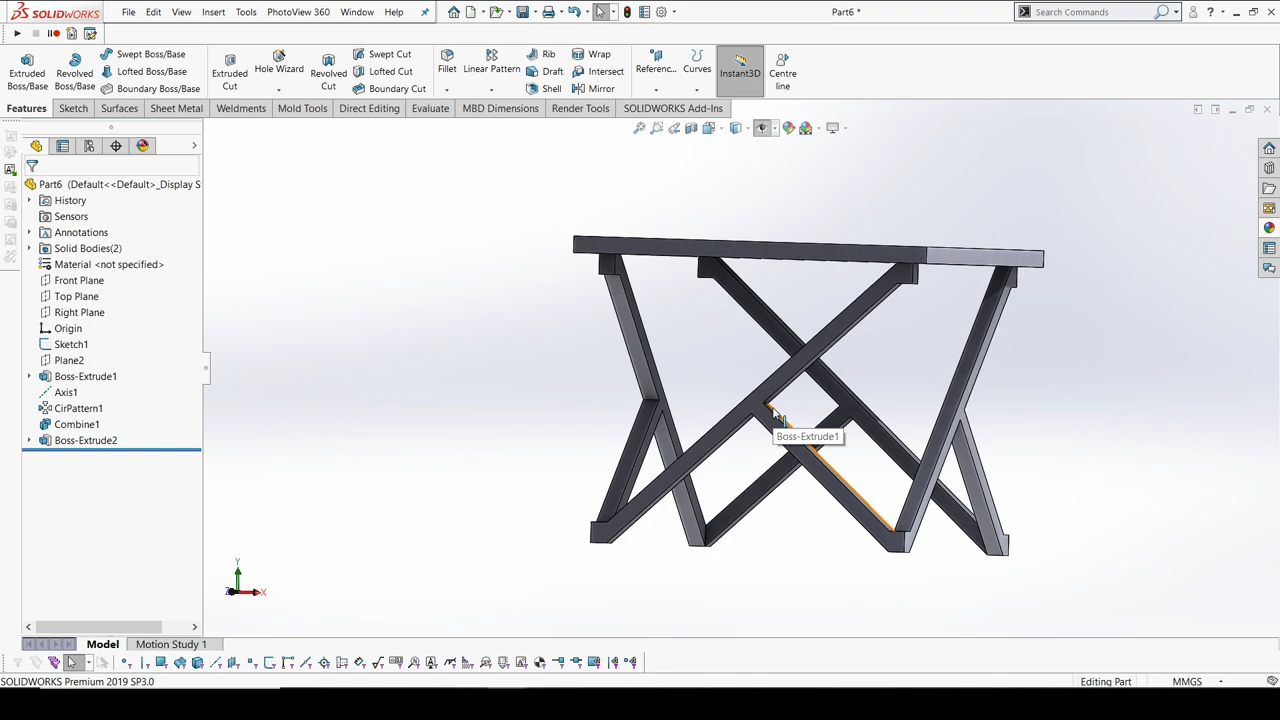 SOLIDWORKS File Edit View Insert Tools PhotoView 360 Window Help Part6 * Search Commands
Extruded Boss/Base
Revolved Boss/Base
Swept Boss/Base
Lofted Boss/Base
Boundary Boss/Base
Extruded Cut
Hole Wizard
Revolved Cut
Swept Cut
Lofted Cut
Boundary Cut
Fillet
Linear Pattern
Rib
Draft
Shell
Wrap
Intersect
Mirror
Referenc...
Curves
Instant3D
Centre line
Features Sketch Surfaces Sheet Metal Weldments Mold Tools Direct Editing Evaluate MBD Dimensions Render Tools SOLIDWORKS Add-Ins
Part6 (Default<<Default>_Display S
History
Sensors
Annotations
Solid Bodies(2)
Material <not specified>
Front Plane
Top Plane
Right Plane
Origin
Sketch1
Plane2
Boss-Extrude1
Axis1
CirPattern1
Combine1
Boss-Extrude2
Boss-Extrude1
Y
X
Z
Model Motion Study 1
SOLIDWORKS Premium 2019 SP3.0 Editing Part MMGS